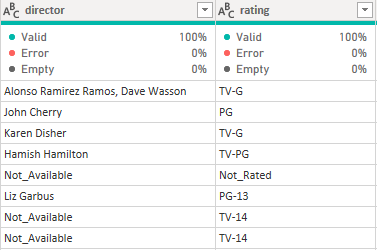 ABC director ABC rating
Valid 100% Valid 100%
Error 0% Error 0%
Empty 0% Empty 0%
Alonso Ramirez Ramos, Dave Wasson TV-G
John Cherry PG
Karen Disher TV-G
Hamish Hamilton TV-PG
Not_Available Not_Rated
Liz Garbus PG-13
Not_Available TV-14
Not_Available TV-14